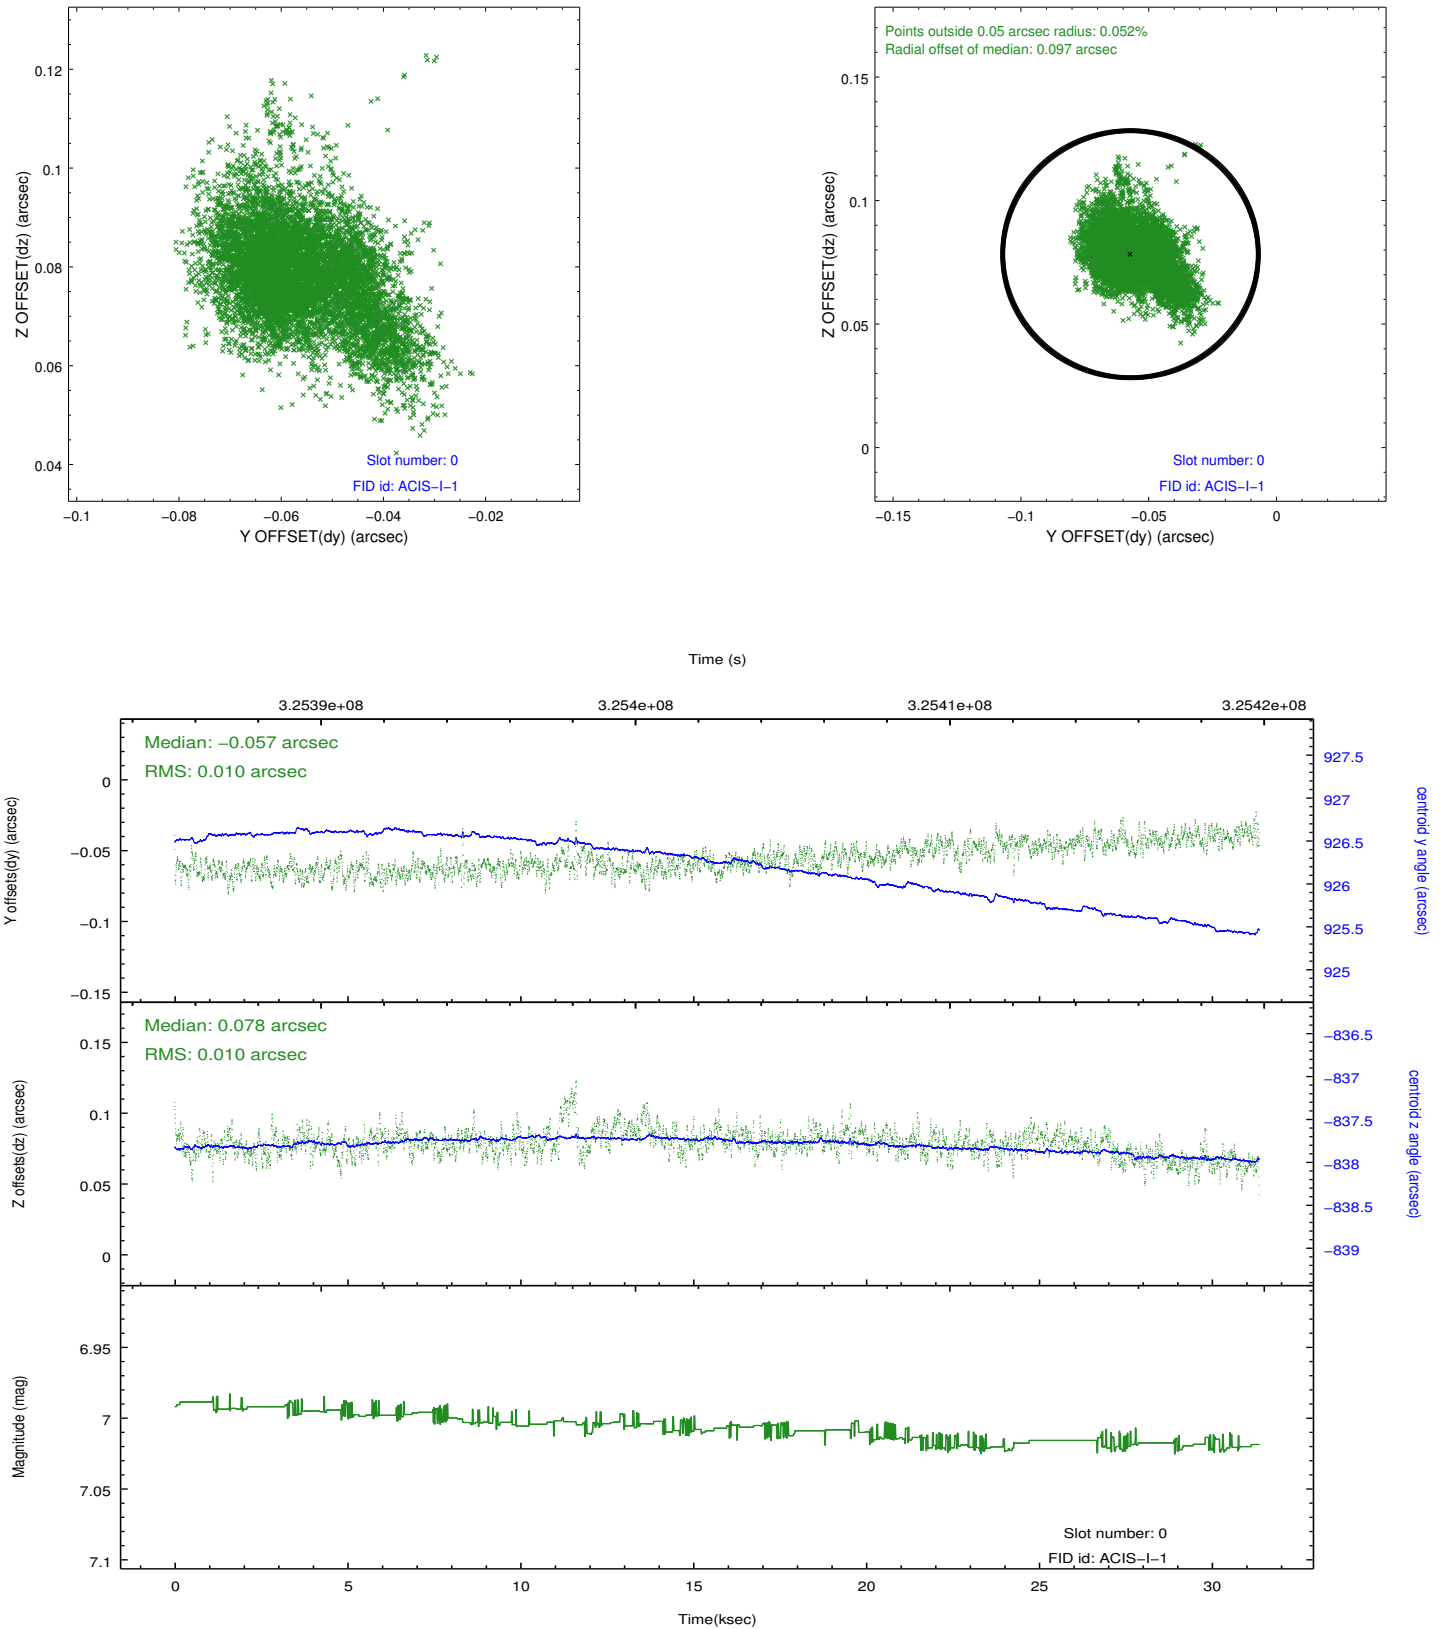 0.12
0.1
0.08
0.06
0.04
Z OFFSET(dz) (arcsec)
Slot number: 0
FID id: ACIS−I−1
−0.1
−0.08
−0.06
−0.04
−0.02
Y OFFSET(dy) (arcsec)
Points outside 0.05 arcsec radius: 0.052%
Radial offset of median: 0.097 arcsec
0.15
0.1
0.05
0
Z OFFSET(dz) (arcsec)
Slot number: 0
FID id: ACIS−I−1
−0.15
−0.1
−0.05
0
Y OFFSET(dy) (arcsec)
Time (s)
3.2539e+08
3.254e+08
3.2541e+08
3.2542e+08
Median: −0.057 arcsec
RMS: 0.010 arcsec
0
−0.05
−0.1
−0.15
Y offsets(dy) (arcsec)
927.5
927
926.5
926
925.5
925
centroid y angle (arcsec)
Median: 0.078 arcsec
RMS: 0.010 arcsec
0.15
0.1
0.05
0
Z offsets(dz) (arcsec)
−836.5
−837
−837.5
−838
−838.5
−839
centroid z angle (arcsec)
6.95
7
7.05
7.1
Magnitude (mag)
Slot number: 0
FID id: ACIS−I−1
0
5
10
15
20
25
30
Time(ksec)